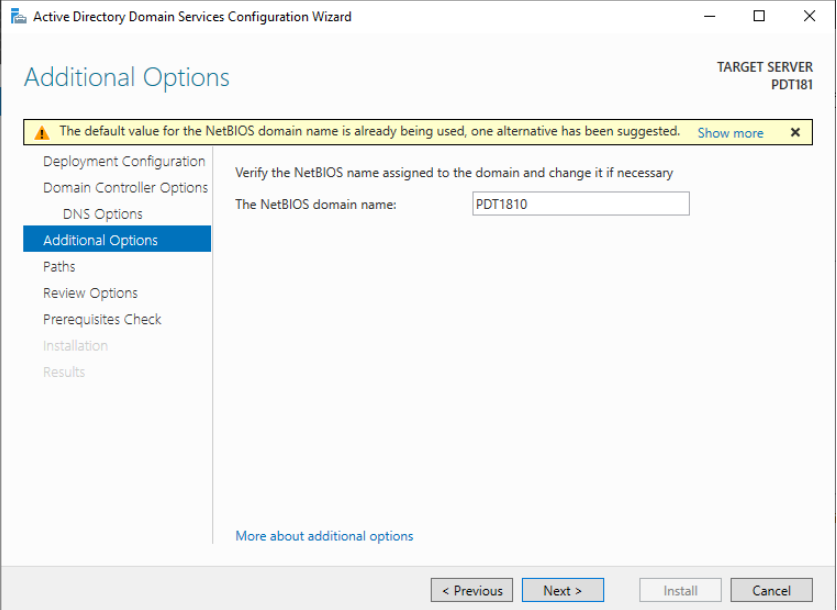 Active Directory Domain Services Configuration Wizard
Additional Options
TARGET SERVER
PDT181
The default value for the NetBIOS domain name is already being used, one alternative has been suggested. Show more
Deployment Configuration
Domain Controller Options
DNS Options
Additional Options
Paths
Review Options
Prerequisites Check
Installation
Results
Verify the NetBIOS name assigned to the domain and change it if necessary
The NetBIOS domain name: PDT1810
More about additional options
< Previous Next > Install Cancel